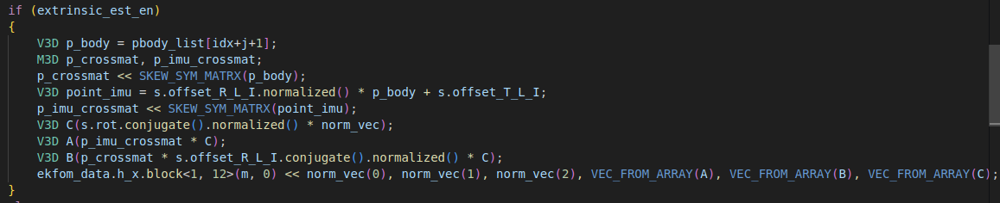 if (extrinsic_est_en)
{
    V3D p_body = pbody_list[idx+j+1];
    M3D p_crossmat, p_imu_crossmat;
    p_crossmat << SKEW_SYM_MATRX(p_body);
    V3D point_imu = s.offset_R_L_I.normalized() * p_body + s.offset_T_L_I;
    p_imu_crossmat << SKEW_SYM_MATRX(point_imu);
    V3D C(s.rot.conjugate().normalized() * norm_vec);
    V3D A(p_imu_crossmat * C);
    V3D B(p_crossmat * s.offset_R_L_I.conjugate().normalized() * C);
    ekfom_data.h_x.block<1, 12>(m, 0) << norm_vec(0), norm_vec(1), norm_vec(2), VEC_FROM_ARRAY(A), VEC_FROM_ARRAY(B), VEC_FROM_ARRAY(C);
}